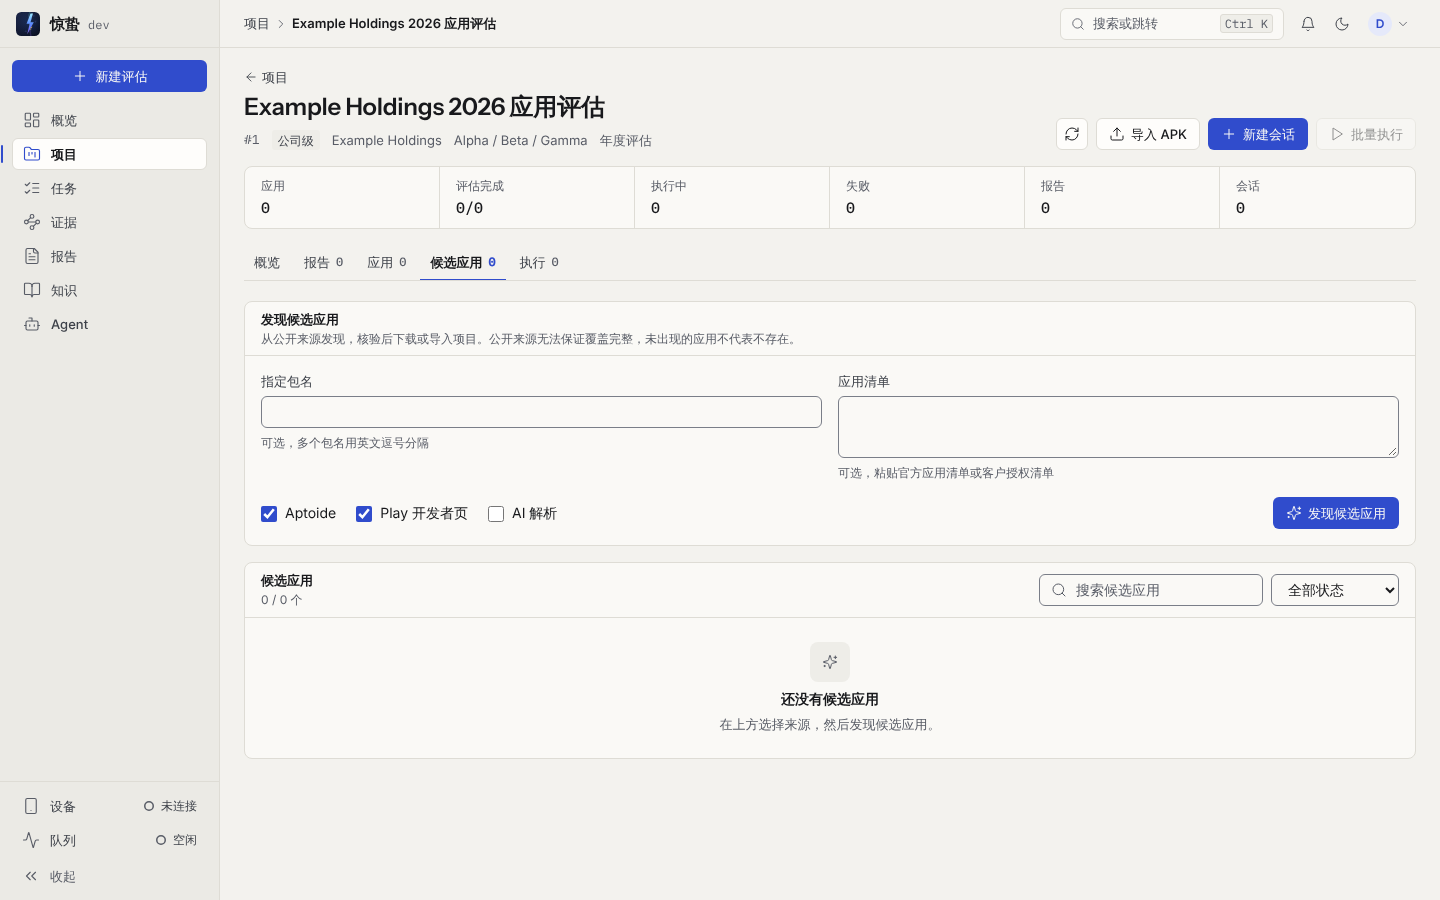 惊蛰 dev
项目 Example Holdings 2026 应用评估
搜索或跳转 Ctrl K
D
新建评估
概览
项目
任务
证据
报告
知识
Agent
设备 未连接
队列 空闲
收起
项目
Example Holdings 2026 应用评估
#1 公司级 Example Holdings Alpha / Beta / Gamma 年度评估
导入 APK
新建会话
批量执行
应用 评估完成 执行中 失败 报告 会话
0 0/0 0 0 0 0
概览 报告 0 应用 0 候选应用 0 执行 0
发现候选应用
从公开来源发现，核验后下载或导入项目。公开来源无法保证覆盖完整，未出现的应用不代表不存在。
指定包名
可选，多个包名用英文逗号分隔
应用清单
可选，粘贴官方应用清单或客户授权清单
Aptoide Play 开发者页 AI 解析
发现候选应用
候选应用
0 / 0 个
搜索候选应用
全部状态
还没有候选应用
在上方选择来源，然后发现候选应用。